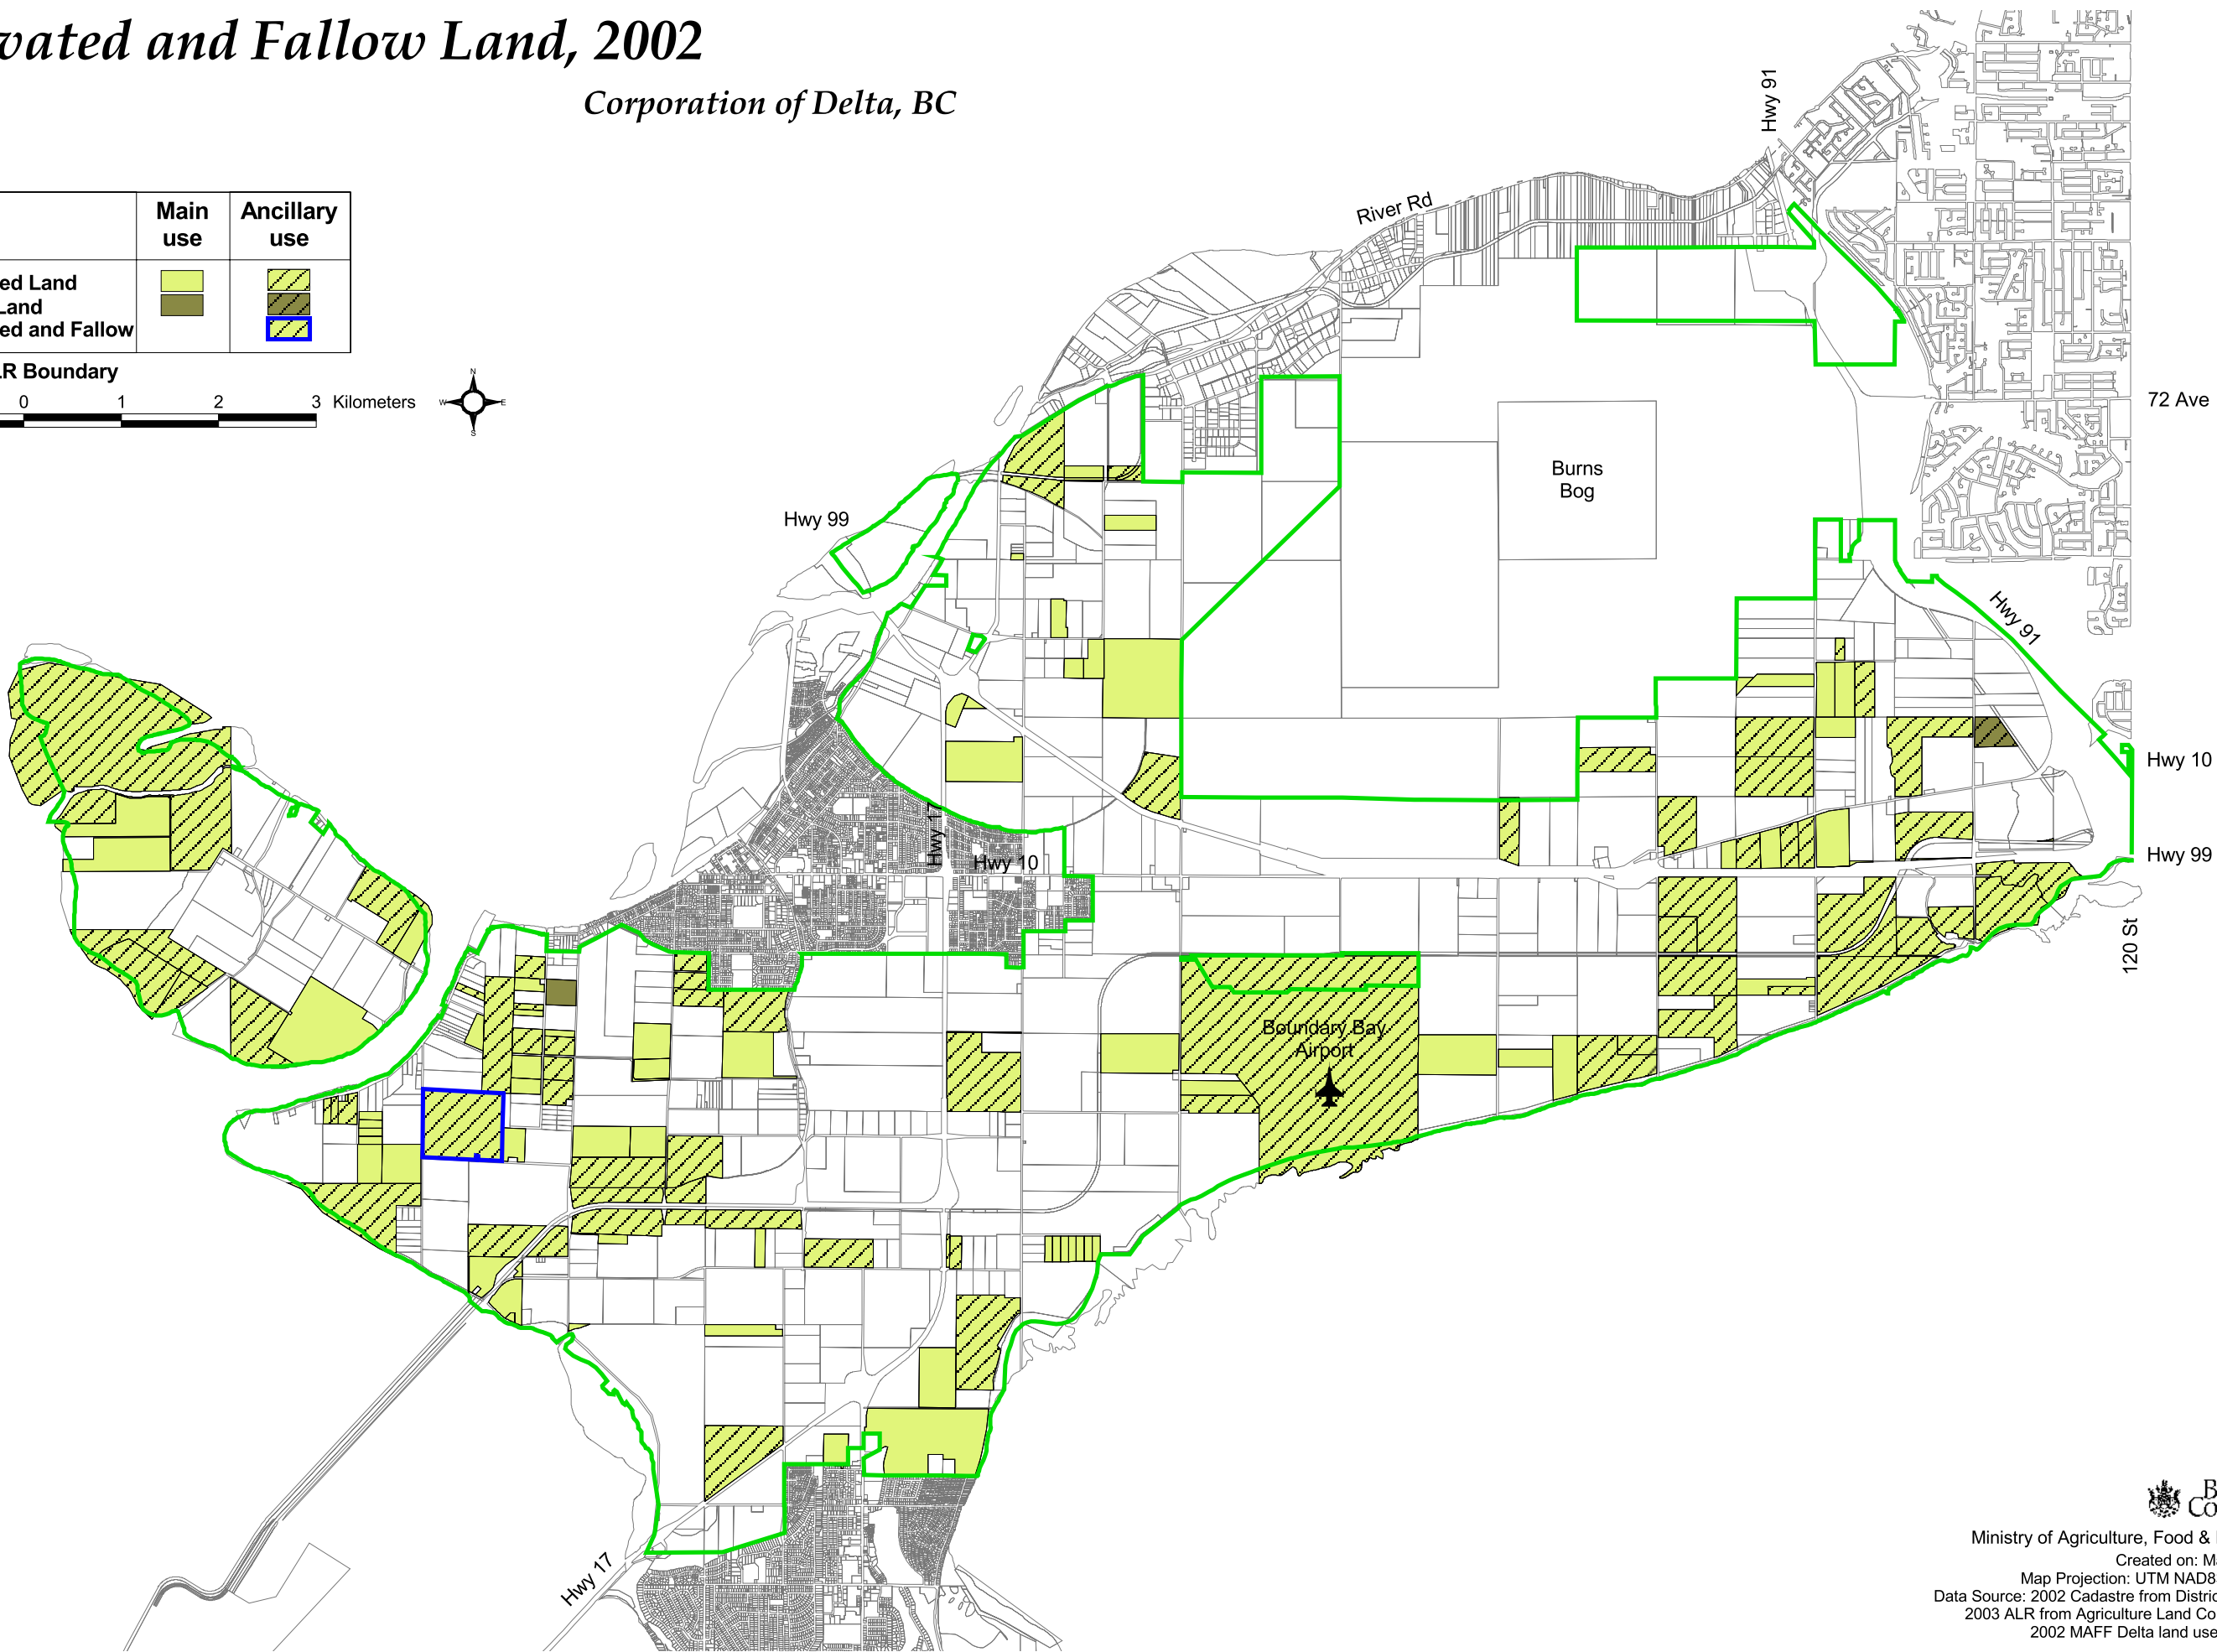 vated and Fallow Land, 2002
Corporation of Delta, BC
Main use
Ancillary use
ed Land
Land
ed and Fallow
LR Boundary
0 1 2 3 Kilometers
N
W E
S
Hwy 91
River Rd
72 Ave
Burns
Bog
Hwy 99
Hwy 91
Hwy 10
Hwy 17
Hwy 10
Hwy 99
120 St
Boundary Bay
Airport
Hwy 17
B
Co
Ministry of Agriculture, Food &
Created on: Ma
Map Projection: UTM NAD83
Data Source: 2002 Cadastre from Distric
2003 ALR from Agriculture Land Co
2002 MAFF Delta land use